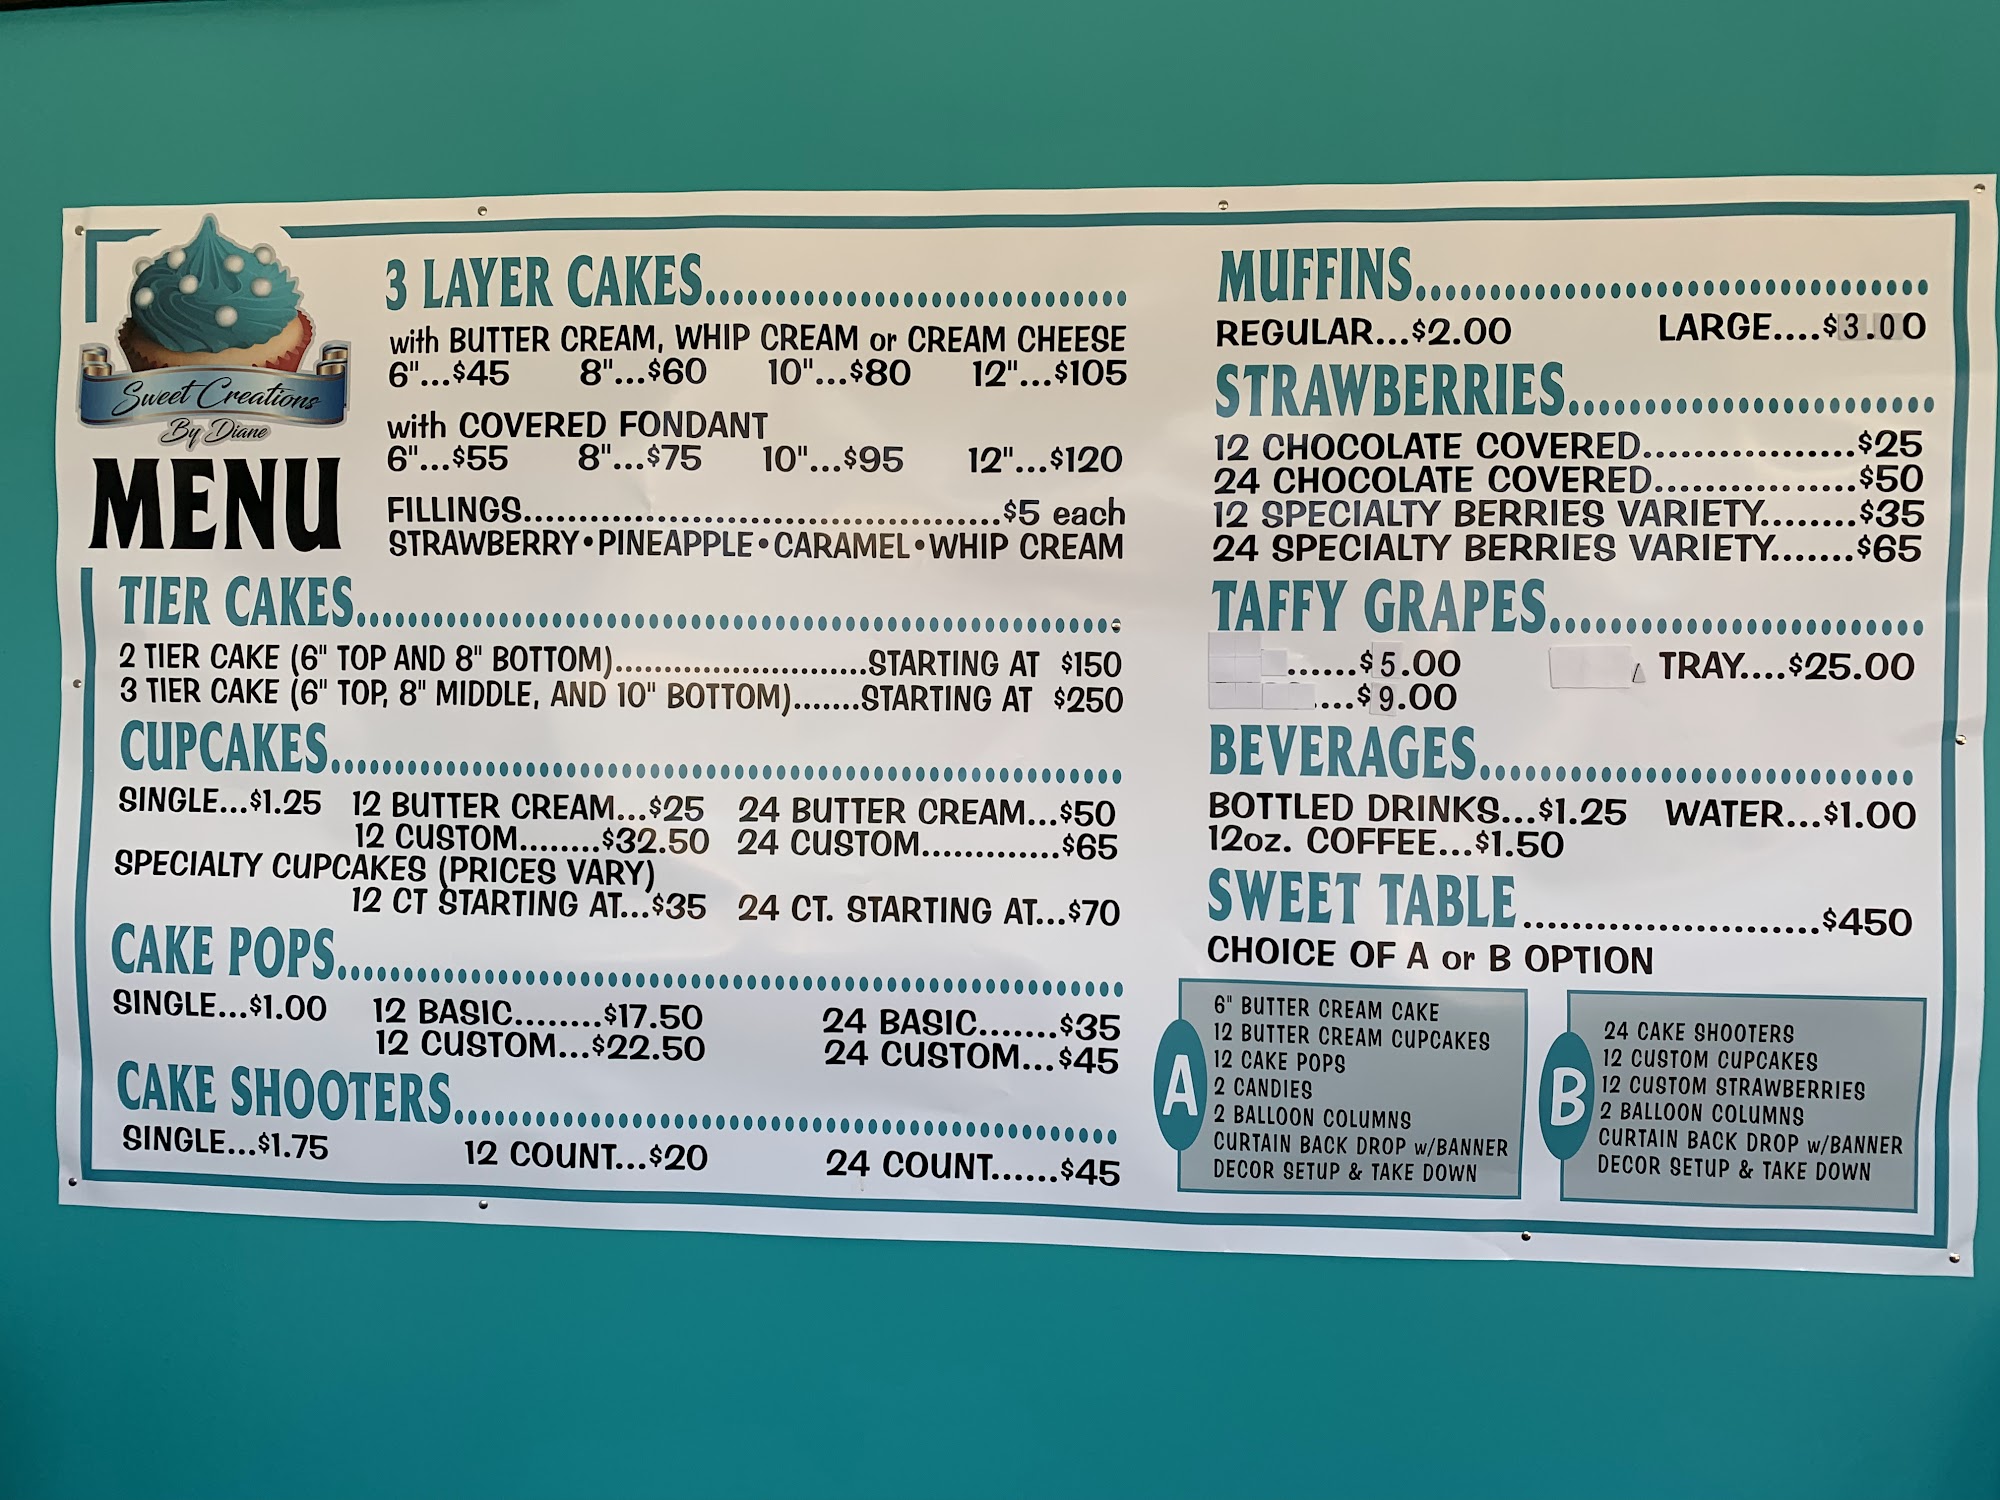 Sweet Creations
By Diane
MENU
3 LAYER CAKES
with BUTTER CREAM, WHIP CREAM or CREAM CHEESE
6"...$45 8"...$60 10"...$80 12"...$105
with COVERED FONDANT
6"...$55 8"...$75 10"...$95 12"...$120
FILLINGS.......................................$5 each
STRAWBERRY•PINEAPPLE•CARAMEL•WHIP CREAM
TIER CAKES
2 TIER CAKE (6" TOP AND 8" BOTTOM)..........................STARTING AT $150
3 TIER CAKE (6" TOP, 8" MIDDLE, AND 10" BOTTOM).......STARTING AT $250
CUPCAKES
SINGLE...$1.25 12 BUTTER CREAM...$25 24 BUTTER CREAM...$50
12 CUSTOM........$32.50 24 CUSTOM.............$65
SPECIALTY CUPCAKES (PRICES VARY)
12 CT STARTING AT...$35 24 CT. STARTING AT...$70
CAKE POPS
SINGLE...$1.00 12 BASIC........$17.50 24 BASIC.......$35
12 CUSTOM...$22.50 24 CUSTOM...$45
CAKE SHOOTERS
SINGLE...$1.75 12 COUNT...$20 24 COUNT......$45
MUFFINS
REGULAR...$2.00 LARGE....$3.00
STRAWBERRIES
12 CHOCOLATE COVERED.................$25
24 CHOCOLATE COVERED................$50
12 SPECIALTY BERRIES VARIETY........$35
24 SPECIALTY BERRIES VARIETY.......$65
TAFFY GRAPES
......$5.00 TRAY....$25.00
....$9.00
BEVERAGES
BOTTLED DRINKS...$1.25 WATER...$1.00
12oz. COFFEE...$1.50
SWEET TABLE.........................$450
CHOICE OF A or B OPTION
A
6" BUTTER CREAM CAKE
12 BUTTER CREAM CUPCAKES
12 CAKE POPS
2 CANDIES
2 BALLOON COLUMNS
CURTAIN BACK DROP w/BANNER
DECOR SETUP & TAKE DOWN
B
24 CAKE SHOOTERS
12 CUSTOM CUPCAKES
12 CUSTOM STRAWBERRIES
2 BALLOON COLUMNS
CURTAIN BACK DROP w/BANNER
DECOR SETUP & TAKE DOWN